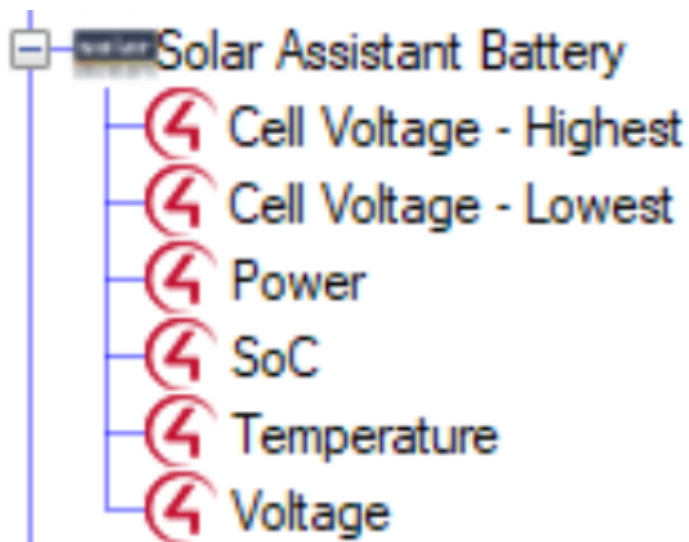 Solar Assistant Battery
Cell Voltage - Highest
Cell Voltage - Lowest
Power
SoC
Temperature
Voltage